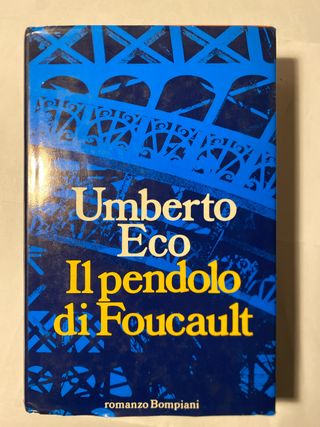 Umberto
Eco
Il pendolo
di Foucault
romanzo Bompiani